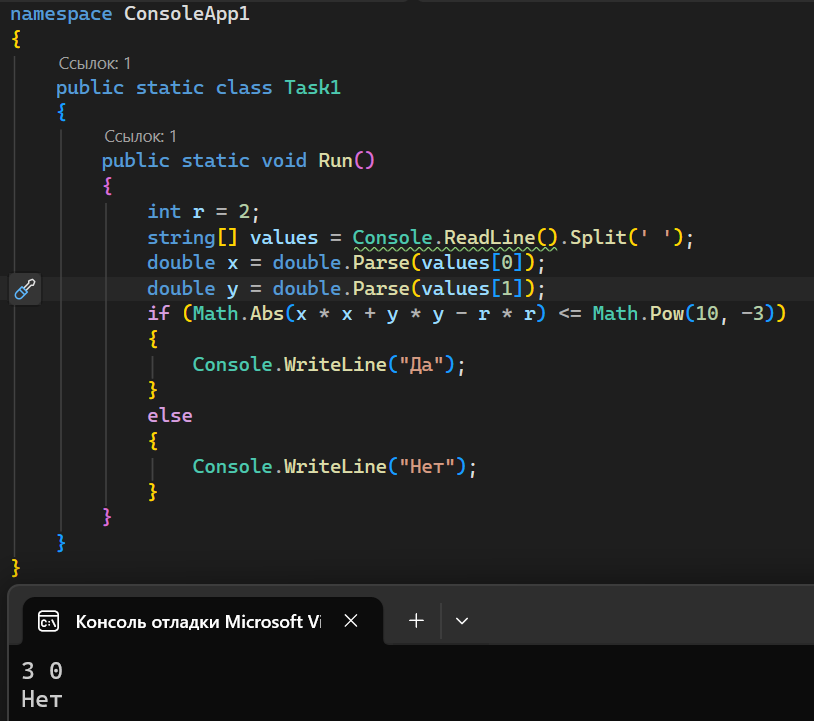 namespace ConsoleApp1
{
Ссылок: 1
public static class Task1
{
Ссылок: 1
public static void Run()
{
int r = 2;
string[] values = Console.ReadLine().Split(' ');
double x = double.Parse(values[0]);
double y = double.Parse(values[1]);
if (Math.Abs(x * x + y * y - r * r) <= Math.Pow(10, -3))
{
Console.WriteLine("Да");
}
else
{
Console.WriteLine("Нет");
}
}
}
}
Консоль отладки Microsoft Vi
3 0
Нет